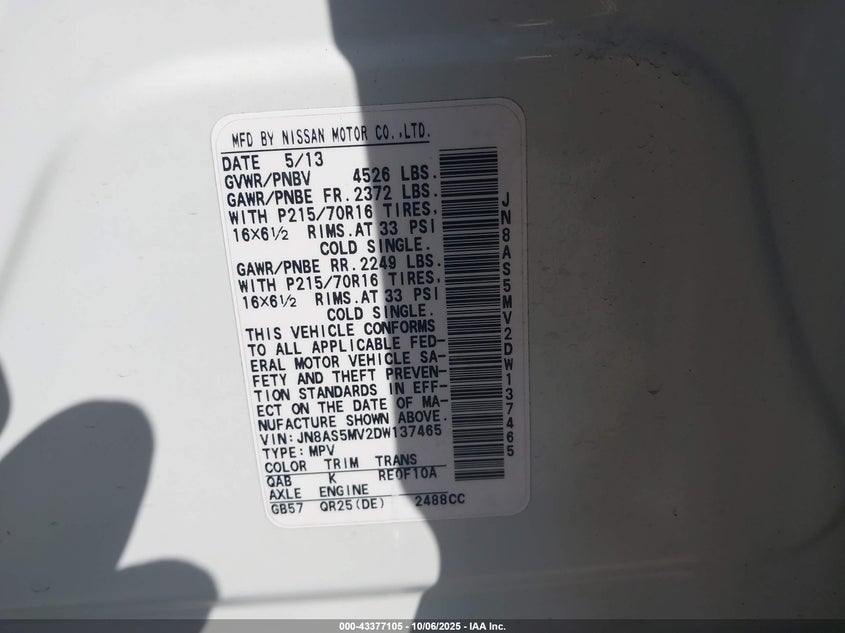 MFD BY NISSAN MOTOR CO.,LTD.
DATE 5/13
GVWR/PNBV 4526 LBS.
GAWR/PNBE FR.2372 LBS.
WITH P215/70R16 TIRES,
16X6½ RIMS.AT 33 PSI
COLD SINGLE.
GAWR/PNBE RR.2249 LBS.
WITH P215/70R16 TIRES,
16X6½ RIMS.AT 33 PSI
COLD SINGLE.
THIS VEHICLE CONFORMS
TO ALL APPLICABLE FED-
ERAL MOTOR VEHICLE SA-
FETY AND THEFT PREVEN-
TION STANDARDS IN EFF-
ECT ON THE DATE OF MA-
NUFACTURE SHOWN ABOVE.
VIN:JN8AS5MV2DW137465
TYPE:MPV
COLOR TRIM TRANS
QAB K RE0F10A
AXLE ENGINE
GB57 QR25(DE) 2488CC
JN8AS5MV2DW137465
000-43377105 - 10/06/2025 - IAA Inc.